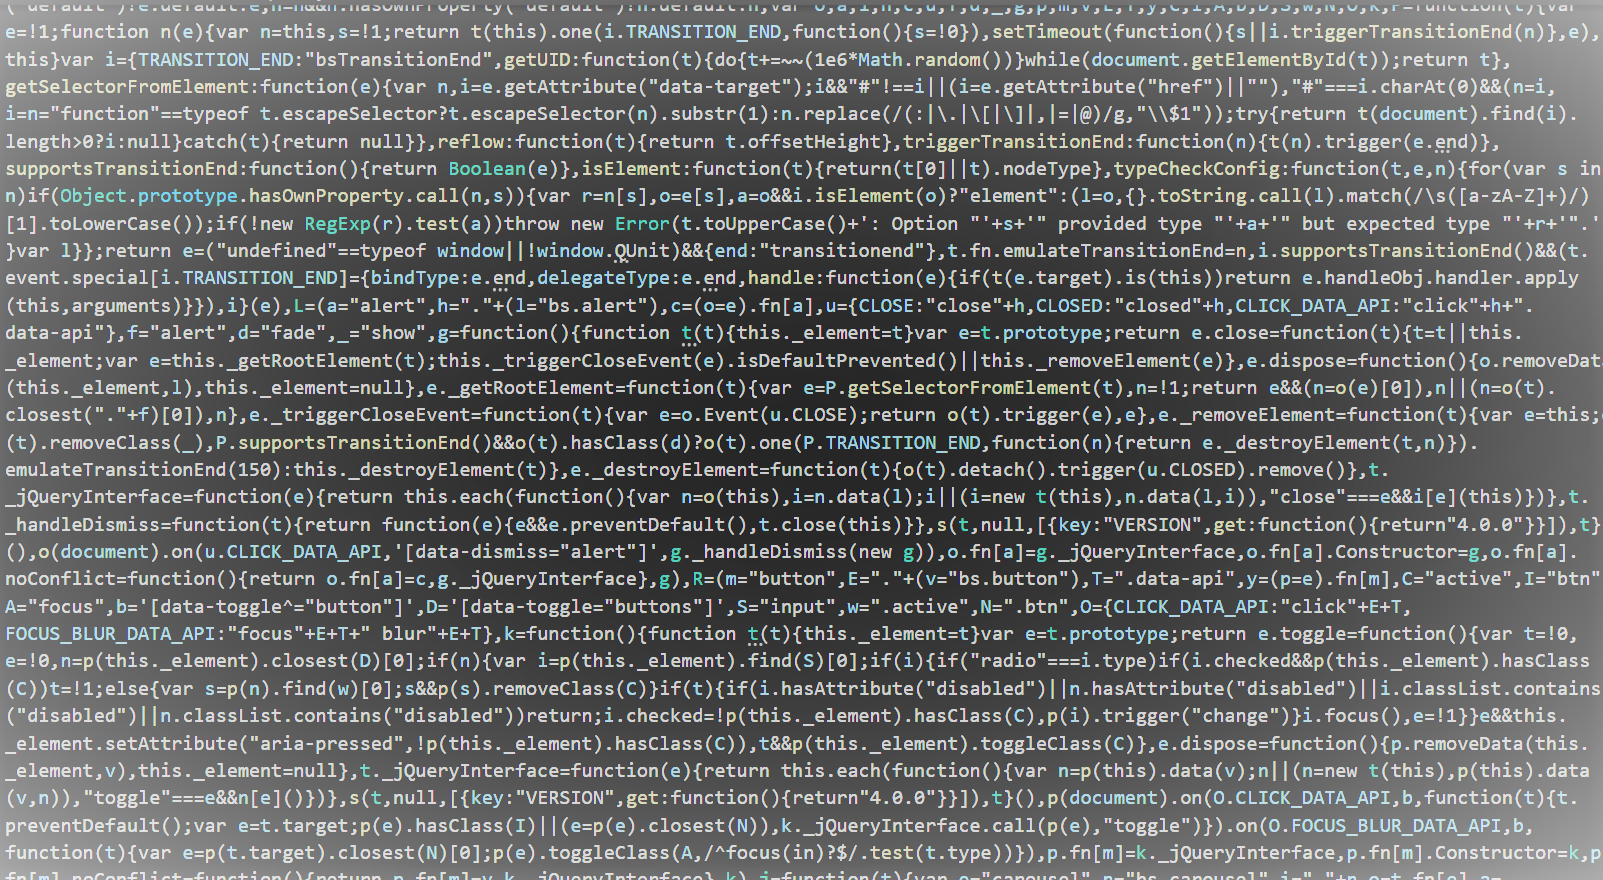 ("default")?e.default:e,n=n&&n.hasOwnProperty("default")?n.default:n;var
e=!1;function n(e){var n=this,s=!1;return t(this).one(i.TRANSITION_END,function(){s=!0}),setTimeout(function(){s||i.triggerTransitionEnd(n)},e),
this}var i={TRANSITION_END:"bsTransitionEnd",getUID:function(t){do{t+=~~(1e6*Math.random())}while(document.getElementById(t));return t},
getSelectorFromElement:function(e){var n,i=e.getAttribute("data-target");i&&"#"!==i||(i=e.getAttribute("href")||""),"#"===i.charAt(0)&&(n=i,
i=n="function"==typeof t.escapeSelector?t.escapeSelector(n).substr(1):n.replace(/(:|\.|\[|\]|,|=|@)/g,"\\$1"));try{return t(document).find(i).
length>0?i:null}catch(t){return null}},reflow:function(t){return t.offsetHeight},triggerTransitionEnd:function(n){t(n).trigger(e.end)},
supportsTransitionEnd:function(){return Boolean(e)},isElement:function(t){return(t[0]||t).nodeType},typeCheckConfig:function(t,e,n){for(var s in
n)if(Object.prototype.hasOwnProperty.call(n,s)){var r=n[s],o=e[s],a=o&&i.isElement(o)?"element":(l=o,{}.toString.call(l).match(/\s([a-zA-Z]+)/)
[1].toLowerCase());if(!new RegExp(r).test(a))throw new Error(t.toUpperCase()+': Option "'+s+'" provided type "'+a+'" but expected type "'+r+'".'
}var l}};return e=("undefined"==typeof window||!window.QUnit)&&{end:"transitionend"},t.fn.emulateTransitionEnd=n,i.supportsTransitionEnd()&&(t.
event.special[i.TRANSITION_END]={bindType:e.end,delegateType:e.end,handle:function(e){if(t(e.target).is(this))return e.handleObj.handler.apply
(this,arguments)}}),i}(e),L=(a="alert",h="."+(l="bs.alert"),c=(o=e).fn[a],u={CLOSE:"close"+h,CLOSED:"closed"+h,CLICK_DATA_API:"click"+h+".
data-api"},f="alert",d="fade",_="show",g=function(){function t(t){this._element=t}var e=t.prototype;return e.close=function(t){t=t||this.
_element;var e=this._getRootElement(t);this._triggerCloseEvent(e).isDefaultPrevented()||this._removeElement(e)},e.dispose=function(){o.removeData
(this._element,l),this._element=null},e._getRootElement=function(t){var e=P.getSelectorFromElement(t),n=!1;return e&&(n=o(e)[0]),n||(n=o(t).
closest("."+f)[0]),n},e._triggerCloseEvent=function(t){var e=o.Event(u.CLOSE);return o(t).trigger(e),e},e._removeElement=function(t){var e=this;
(t).removeClass(_),P.supportsTransitionEnd()&&o(t).hasClass(d)?o(t).one(P.TRANSITION_END,function(n){return e._destroyElement(t,n)}).
emulateTransitionEnd(150):this._destroyElement(t)},e._destroyElement=function(t){o(t).detach().trigger(u.CLOSED).remove()},t.
_jQueryInterface=function(e){return this.each(function(){var n=o(this),i=n.data(l);i||(i=new t(this),n.data(l,i)),"close"===e&&i[e](this)})},t.
_handleDismiss=function(t){return function(e){e&&e.preventDefault(),t.close(this)}},s(t,null,[{key:"VERSION",get:function(){return"4.0.0"}}]),t}
(),o(document).on(u.CLICK_DATA_API,'[data-dismiss="alert"]',g._handleDismiss(new g)),o.fn[a]=g._jQueryInterface,o.fn[a].Constructor=g,o.fn[a].
noConflict=function(){return o.fn[a]=c,g._jQueryInterface},g),R=(m="button",E="."+(v="bs.button"),T=".data-api",y=(p=e).fn[m],C="active",I="btn"
A="focus",b='[data-toggle^="button"]',D='[data-toggle="buttons"]',S="input",w=".active",N=".btn",O={CLICK_DATA_API:"click"+E+T,
FOCUS_BLUR_DATA_API:"focus"+E+T+" blur"+E+T},k=function(){function t(t){this._element=t}var e=t.prototype;return e.toggle=function(){var t=!0,
e=!0,n=p(this._element).closest(D)[0];if(n){var i=p(this._element).find(S)[0];if(i){if("radio"===i.type)if(i.checked&&p(this._element).hasClass
(C))t=!1;else{var s=p(n).find(w)[0];s&&p(s).removeClass(C)}if(t){if(i.hasAttribute("disabled")||n.hasAttribute("disabled")||i.classList.contains
("disabled")||n.classList.contains("disabled"))return;i.checked=!p(this._element).hasClass(C),p(i).trigger("change")}i.focus(),e=!1}}e&&this.
_element.setAttribute("aria-pressed",!p(this._element).hasClass(C)),t&&p(this._element).toggleClass(C)},e.dispose=function(){p.removeData(this.
_element,v),this._element=null},t._jQueryInterface=function(e){return this.each(function(){var n=p(this).data(v);n||(n=new t(this),p(this).data
(v,n)),"toggle"===e&&n[e]()})},s(t,null,[{key:"VERSION",get:function(){return"4.0.0"}}]),t}(),p(document).on(O.CLICK_DATA_API,b,function(t){t.
preventDefault();var e=t.target;p(e).hasClass(I)||(e=p(e).closest(N)),k._jQueryInterface.call(p(e),"toggle")}).on(O.FOCUS_BLUR_DATA_API,b,
function(t){var e=p(t.target).closest(N)[0];p(e).toggleClass(A,/^focus(in)?$/.test(t.type))}),p.fn[m]=k._jQueryInterface,p.fn[m].Constructor=k,p